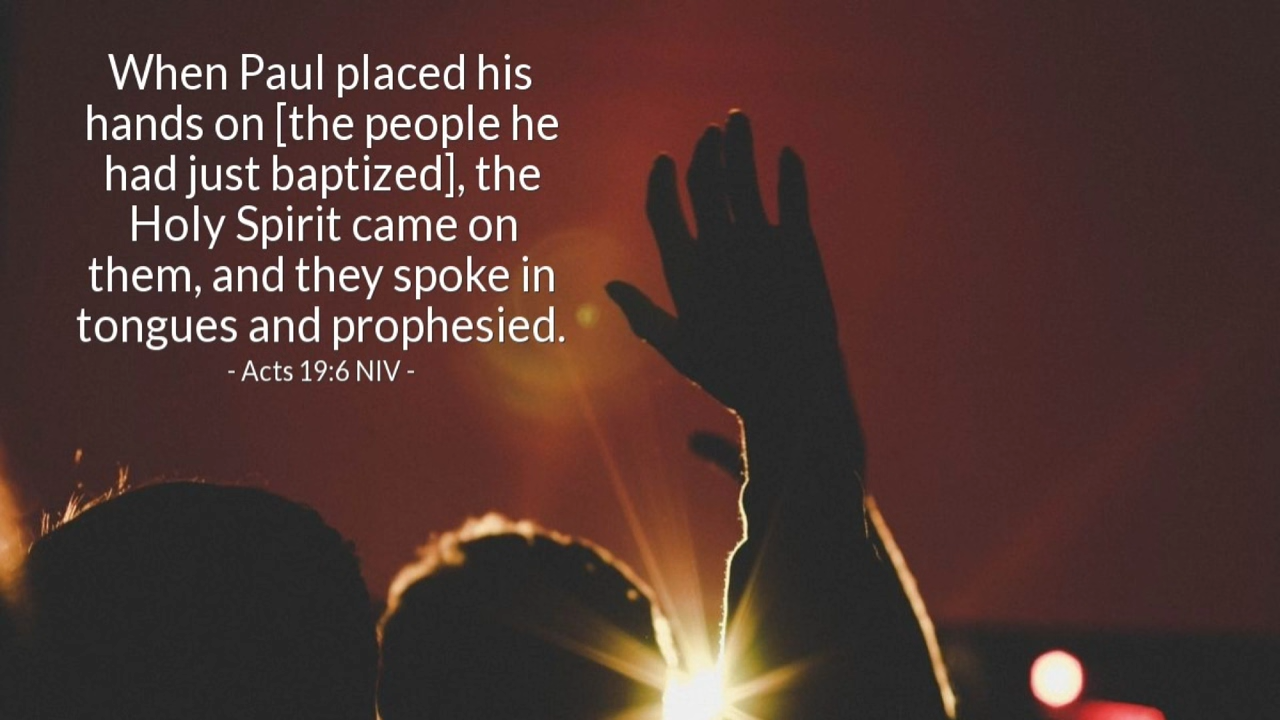 When Paul placed his
hands on [the people he
had just baptized], the
Holy Spirit came on
them, and they spoke in
tongues and prophesied.
- Acts 19:6 NIV -